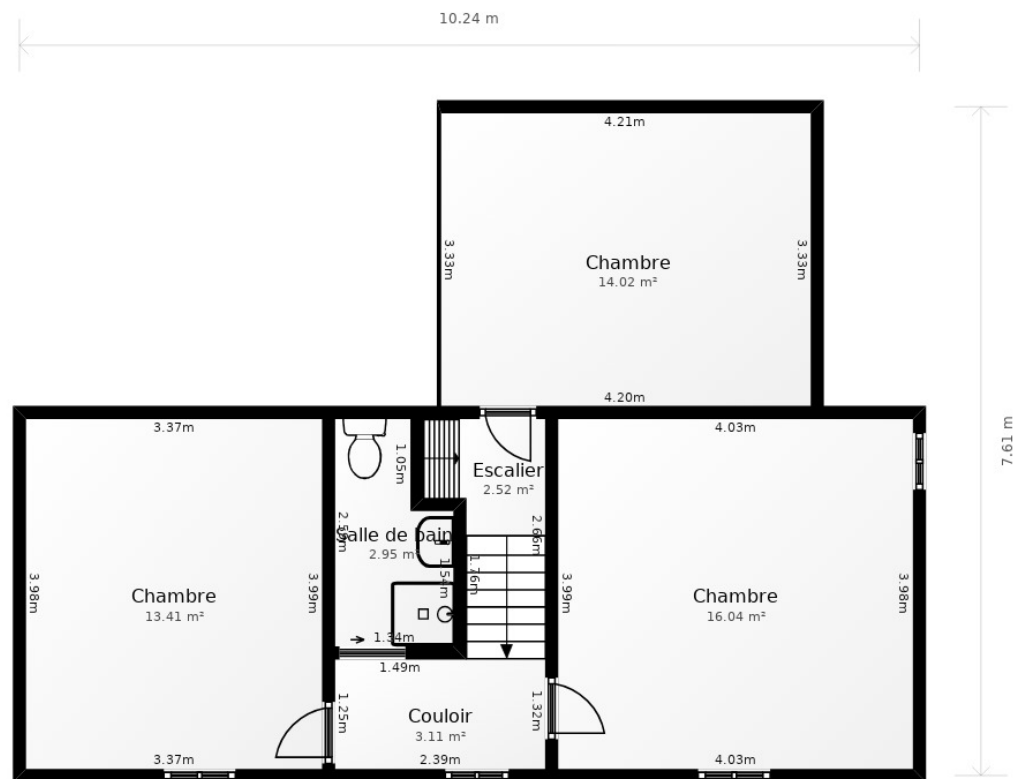 10.24 m
4.21m
3.33m
3.33m
Chambre
14.02 m²
4.20m
7.61 m
3.37m
4.03m
1.05m
Escalier
2.52 m²
Salle de bain
2.95 m²
2.66m
1.54m
1.76m
3.98m
3.99m
3.99m
3.98m
Chambre
13.41 m²
Chambre
16.04 m²
1.34m
1.49m
1.25m
1.32m
Couloir
3.11 m²
3.37m
2.39m
4.03m